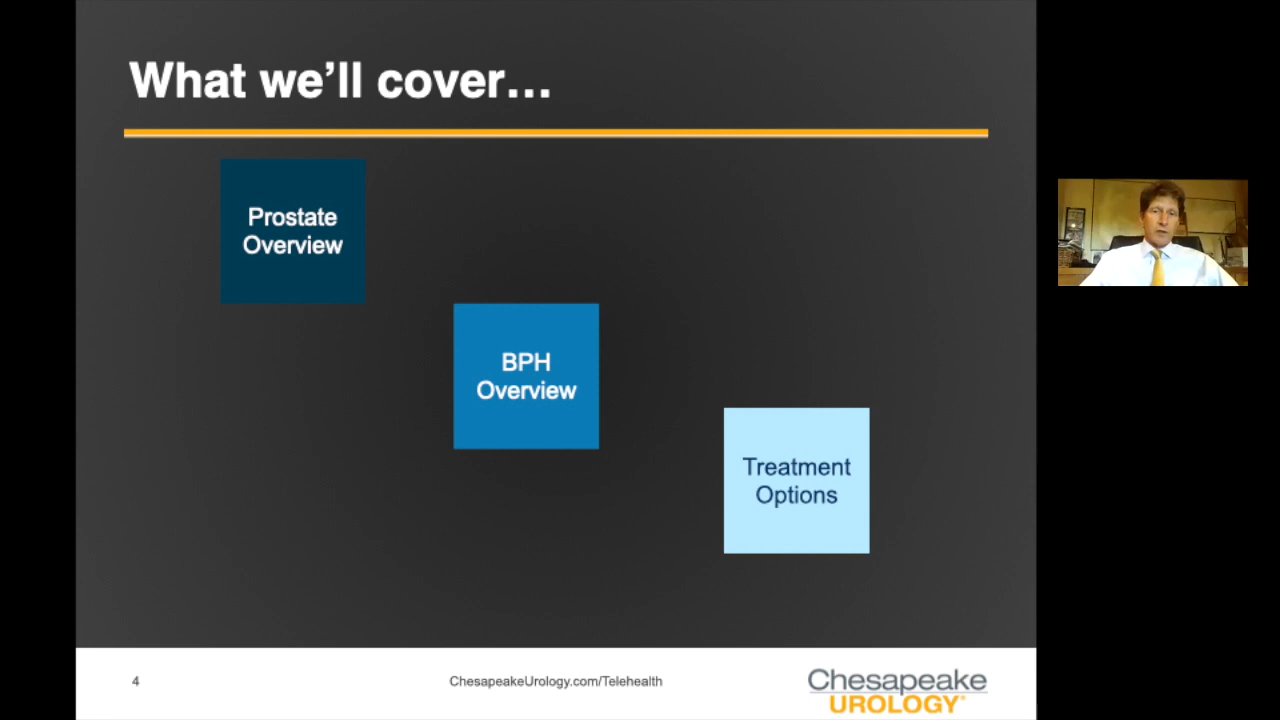 What we'll cover…
Prostate
Overview
BPH
Overview
Treatment
Options
4
ChesapeakeUrology.com/Telehealth
Chesapeake
UROLOGY®